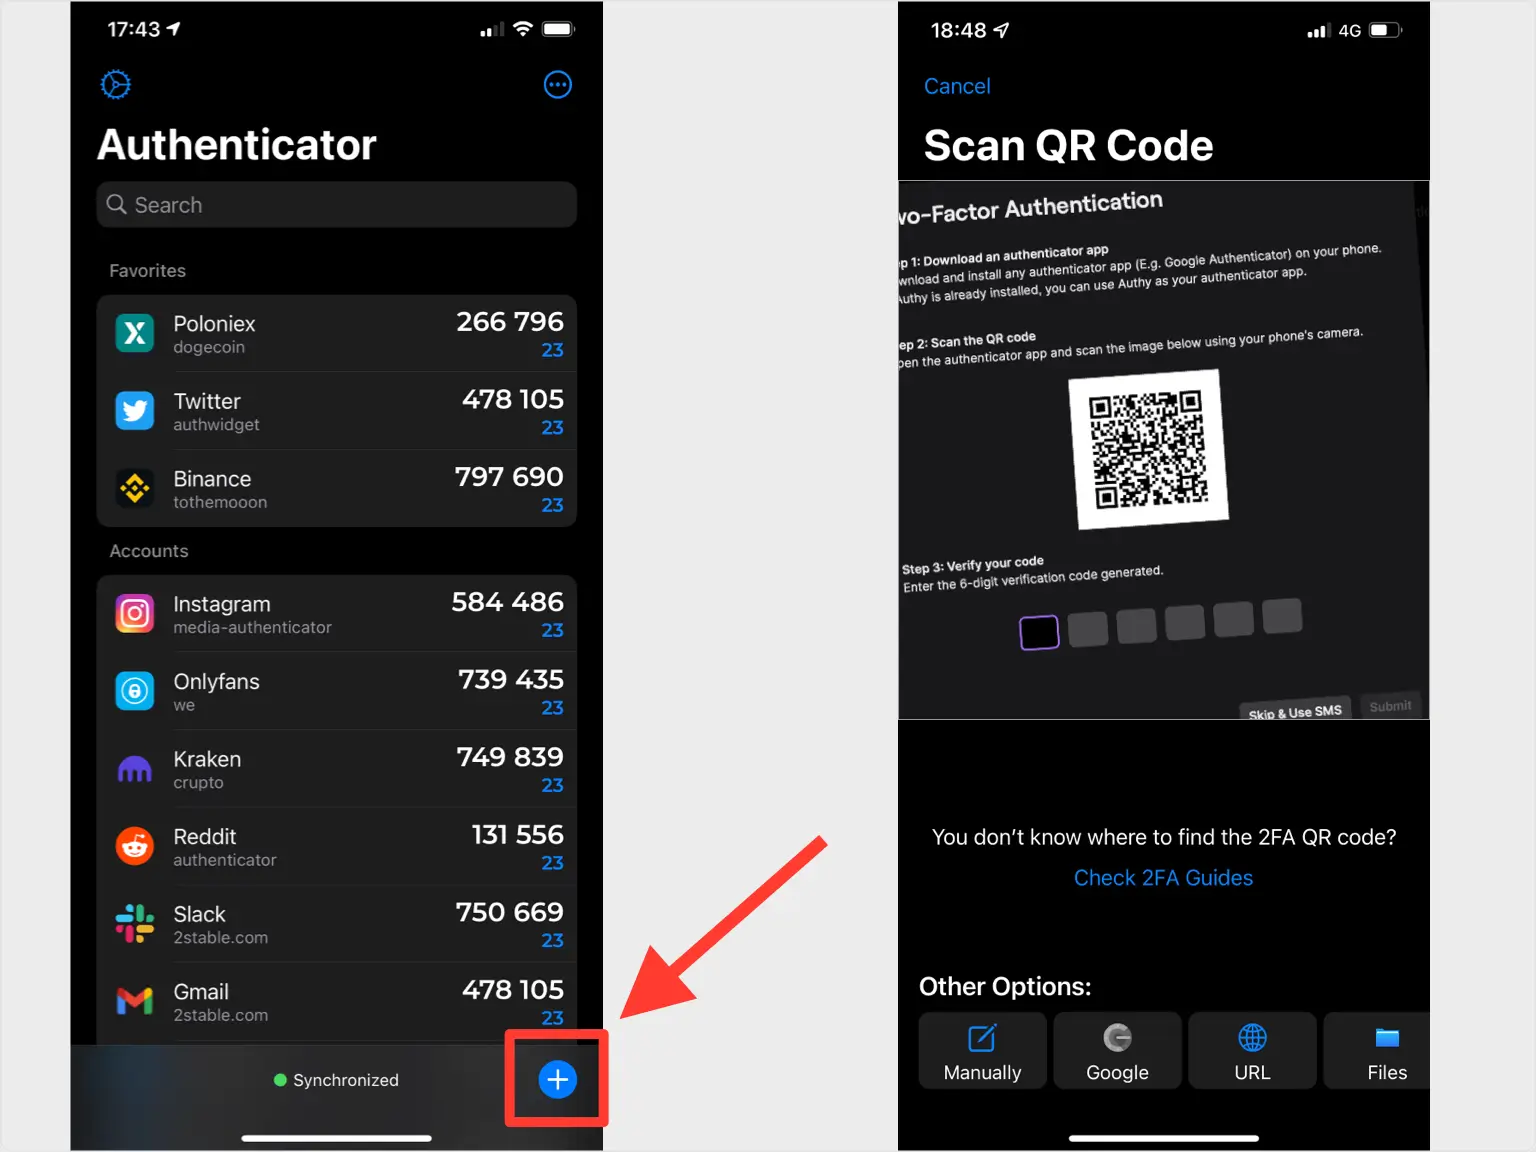 17:43
Authenticator
Search
Favorites
Poloniex
266 796
dogecoin
23
Twitter
478 105
authwidget
23
Binance
797 690
tothemooon
23
Accounts
Instagram
584 486
media-authenticator
23
Onlyfans
739 435
we
23
Kraken
749 839
crupto
23
Reddit
131 556
authenticator
23
Slack
750 669
2stable.com
23
Gmail
478 105
2stable.com
23
Synchronized
18:48
4G
Cancel
Scan QR Code
wo-Factor Authentication
ep 1: Download an authenticator app
wnload and install any authenticator app (E.g. Google Authenticator) on your phone.
Authy is already installed, you can use Authy as your authenticator app.
ep 2: Scan the QR code
pen the authenticator app and scan the image below using your phone's camera.
Step 3: Verify your code
Enter the 6-digit verification code generated.
Skip & Use SMS
Submit
You don't know where to find the 2FA QR code?
Check 2FA Guides
Other Options:
Manually
Google
URL
Files